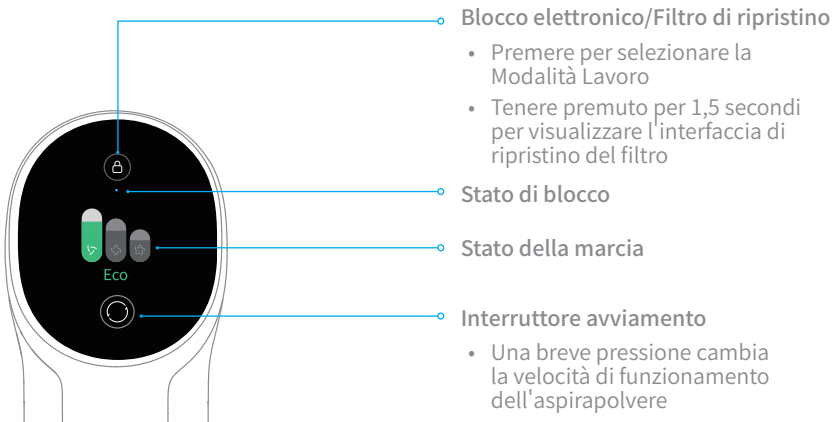 Blocco elettronico/Filtro di ripristino
• Premere per selezionare la
Modalità Lavoro
• Tenere premuto per 1,5 secondi
per visualizzare l'interfaccia di
ripristino del filtro
Stato di blocco
Stato della marcia
Eco
Interruttore avviamento
• Una breve pressione cambia
la velocità di funzionamento
dell'aspirapolvere